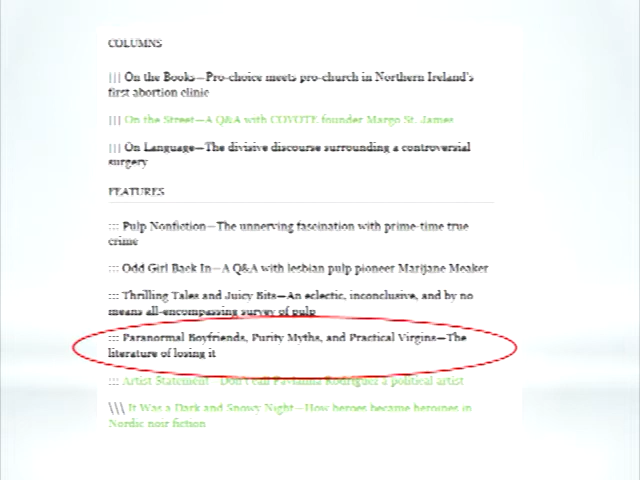 COLUMNS
||| On the Books—Pro-choice meets pro-church in Northern Ireland's
first abortion clinic
||| On the Street—A Q&A with COYOTE founder Margo St. James
||| On Language—The divisive discourse surrounding a controversial
surgery
FEATURES
::: Pulp Nonfiction—The unnerving fascination with prime-time true
crime
::: Odd Girl Back In—A Q&A with lesbian pulp pioneer Marijane Meaker
::: Thrilling Tales and Juicy Bits—An eclectic, inconclusive, and by no
means all-encompassing survey of pulp
::: Paranormal Boyfriends, Purity Myths, and Practical Virgins—The
literature of losing it
::: Artist Statement—Don't call Favianna Rodriguez a political artist
\\\ It Was a Dark and Snowy Night—How heroes became heroines in
Nordic noir fiction